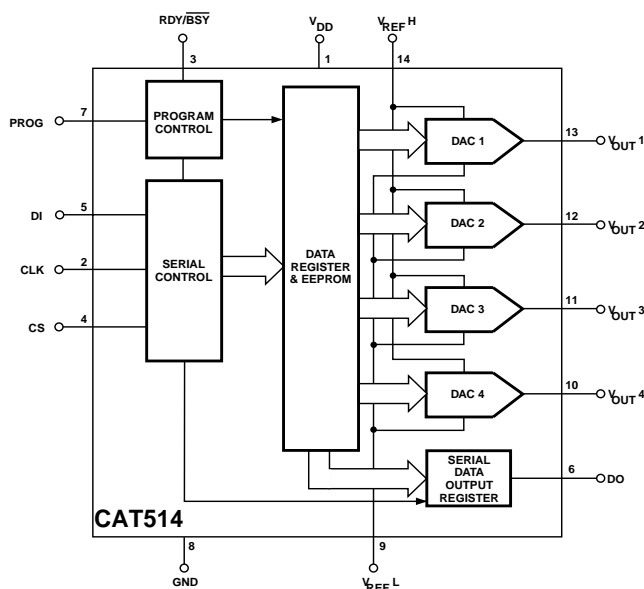 RDY/BSY
VDD
VREF H
3
1
14
7
PROG
PROGRAM
CONTROL
DAC 1
13
VOUT 1
5
DI
DAC 2
12
VOUT 2
2
CLK
SERIAL
CONTROL
DATA
REGISTER
& EEPROM
DAC 3
11
VOUT 3
4
CS
DAC 4
10
VOUT 4
SERIAL
DATA
OUTPUT
REGISTER
6
DO
CAT514
8
GND
9
VREF L